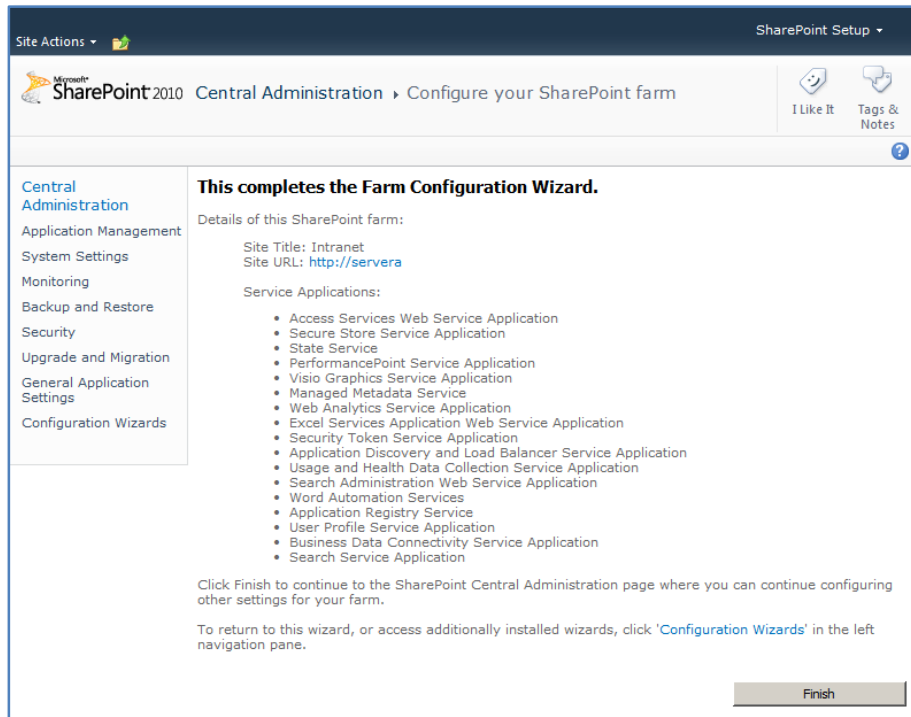 SharePoint Setup
Site Actions
Microsoft
SharePoint 2010
Central Administration
Configure your SharePoint farm
I Like It
Tags &
Notes
Central
Administration
Application Management
System Settings
Monitoring
Backup and Restore
Security
Upgrade and Migration
General Application
Settings
Configuration Wizards
This completes the Farm Configuration Wizard.
Details of this SharePoint farm:
Site Title: Intranet
Site URL: http://servera
Service Applications:
• Access Services Web Service Application
• Secure Store Service Application
• State Service
• PerformancePoint Service Application
• Visio Graphics Service Application
• Managed Metadata Service
• Web Analytics Service Application
• Excel Services Application Web Service Application
• Security Token Service Application
• Application Discovery and Load Balancer Service Application
• Usage and Health Data Collection Service Application
• Search Administration Web Service Application
• Word Automation Services
• Application Registry Service
• User Profile Service Application
• Business Data Connectivity Service Application
• Search Service Application
Click Finish to continue to the SharePoint Central Administration page where you can continue configuring
other settings for your farm.
To return to this wizard, or access additionally installed wizards, click 'Configuration Wizards' in the left
navigation pane.
Finish